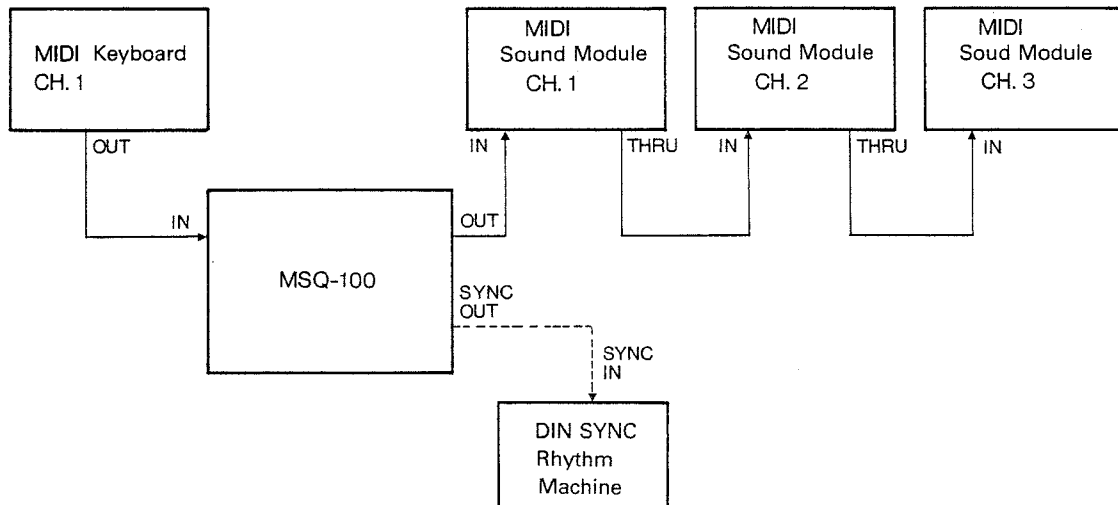 MIDI Keyboard
CH. 1
MIDI
Sound Module
CH. 1
MIDI
Sound Module
CH. 2
MIDI
Soud Module
CH. 3
OUT
IN
THRU
IN
THRU
IN
IN
OUT
MSQ-100
SYNC
OUT
SYNC
IN
DIN SYNC
Rhythm
Machine